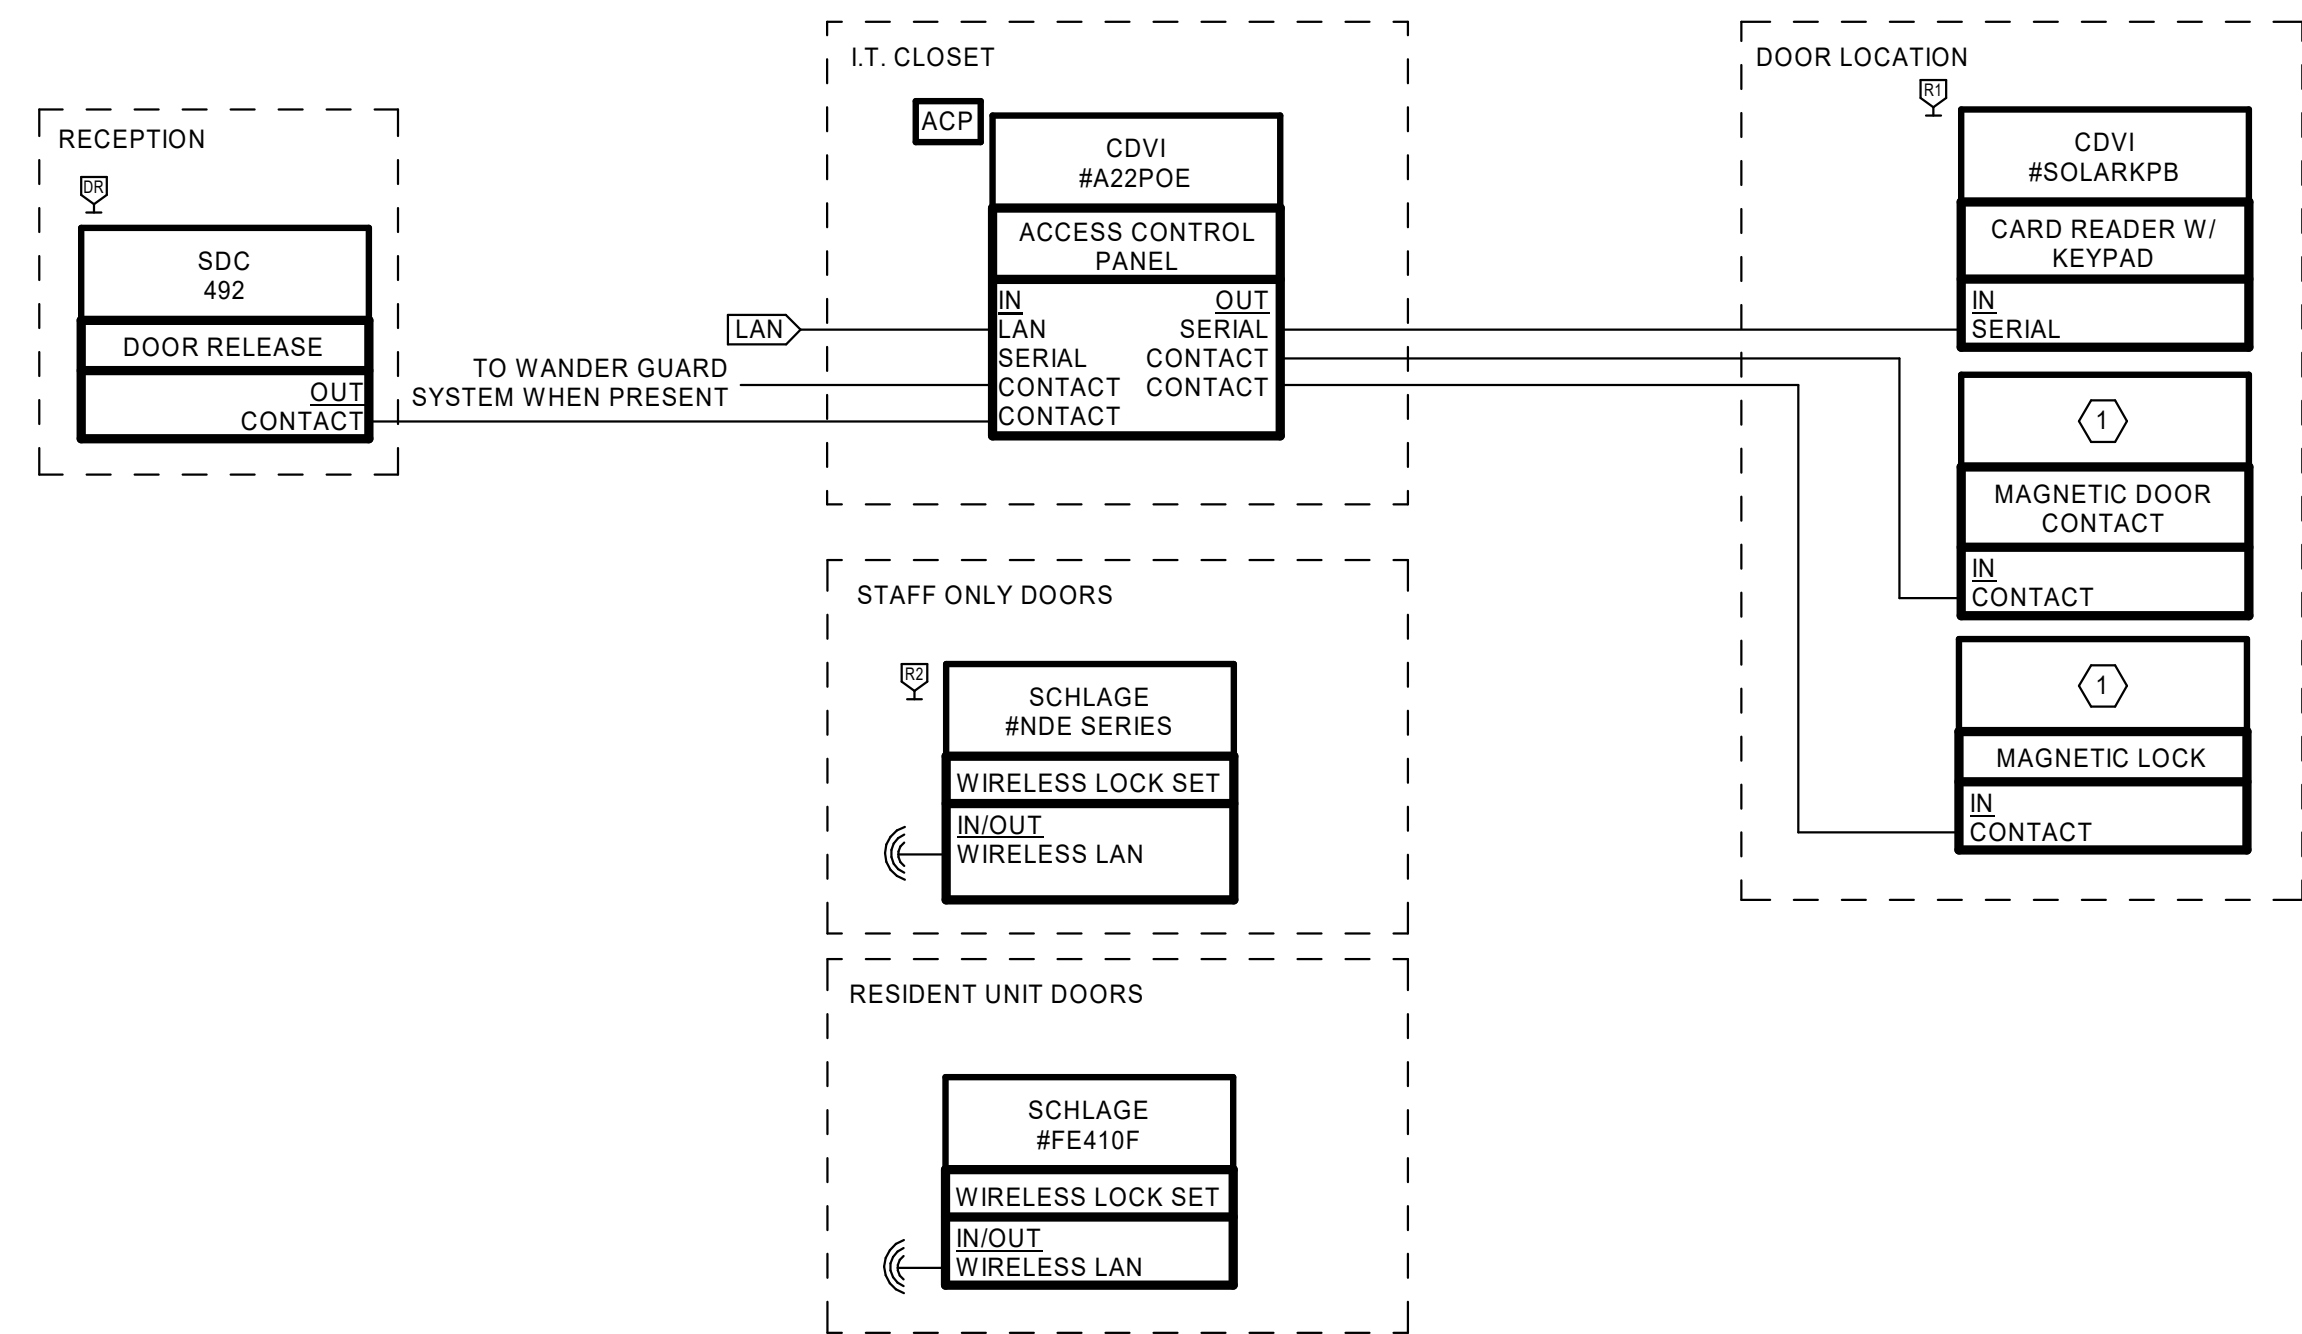 RECEPTION
DR
SDC
492
DOOR RELEASE
OUT
CONTACT
TO WANDER GUARD
SYSTEM WHEN PRESENT
LAN
I.T. CLOSET
ACP
CDVI
#A22POE
ACCESS CONTROL
PANEL
IN OUT
LAN SERIAL
SERIAL CONTACT
CONTACT CONTACT
CONTACT
DOOR LOCATION
R1
CDVI
#SOLARKPB
CARD READER W/
KEYPAD
IN
SERIAL
1
MAGNETIC DOOR
CONTACT
IN
CONTACT
1
MAGNETIC LOCK
IN
CONTACT
STAFF ONLY DOORS
R2
SCHLAGE
#NDE SERIES
WIRELESS LOCK SET
IN/OUT
WIRELESS LAN
RESIDENT UNIT DOORS
SCHLAGE
#FE410F
WIRELESS LOCK SET
IN/OUT
WIRELESS LAN